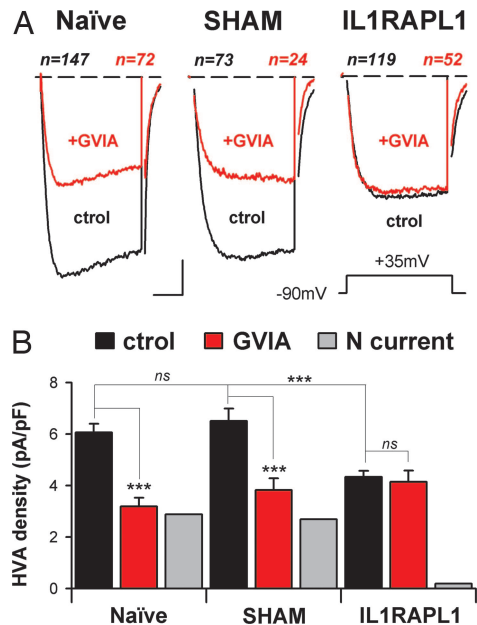 A
Naïve SHAM IL1RAPL1
n=147 n=72 n=73 n=24 n=119 n=52
+GVIA +GVIA +GVIA
ctrol ctrol ctrol
+35mV
-90mV
B
ctrol GVIA N current
HVA density (pA/pF)
8
6
4
2
0
ns
***
***
***
ns
Naïve SHAM IL1RAPL1